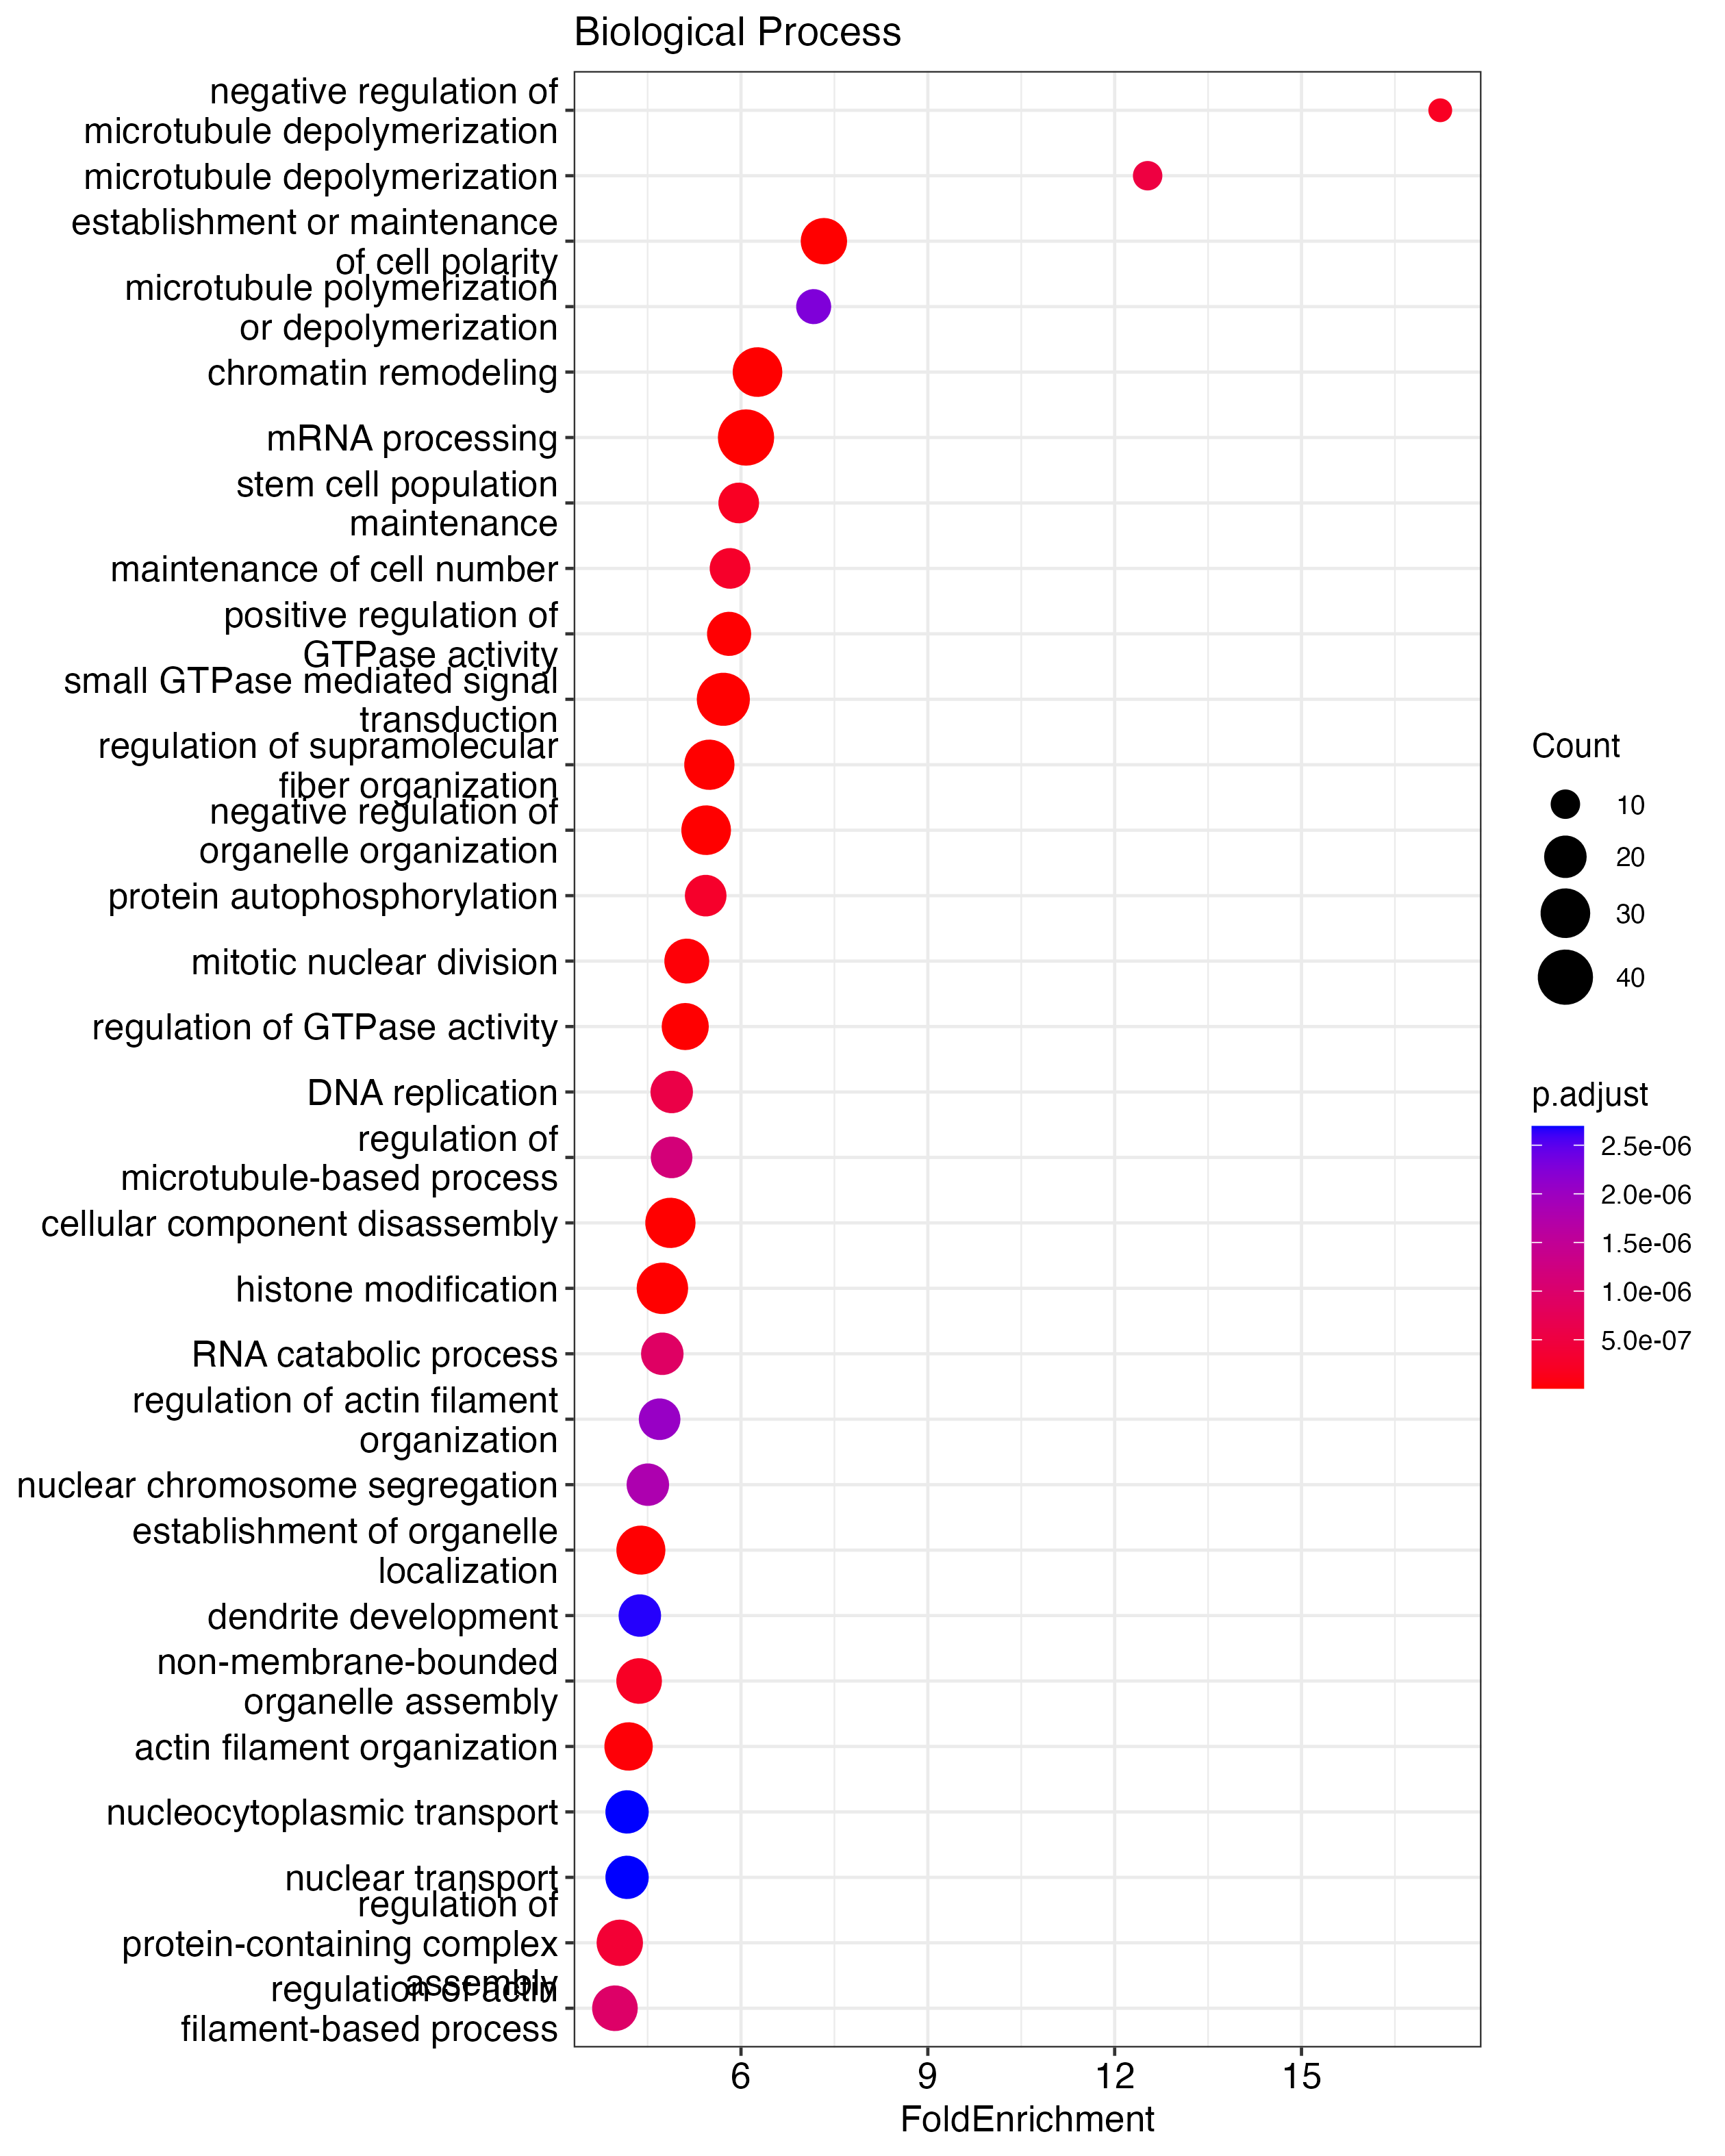 Biological Process
negative regulation of
microtubule depolymerization
microtubule depolymerization
establishment or maintenance
of cell polarity
microtubule polymerization
or depolymerization
chromatin remodeling
mRNA processing
stem cell population
maintenance
maintenance of cell number
positive regulation of
GTPase activity
small GTPase mediated signal
transduction
regulation of supramolecular
fiber organization
negative regulation of
organelle organization
protein autophosphorylation
mitotic nuclear division
regulation of GTPase activity
DNA replication
regulation of
microtubule-based process
cellular component disassembly
histone modification
RNA catabolic process
regulation of actin filament
organization
nuclear chromosome segregation
establishment of organelle
localization
dendrite development
non-membrane-bounded
organelle assembly
actin filament organization
nucleocytoplasmic transport
nuclear transport
regulation of
protein-containing complex
assembly
regulation of actin
filament-based process
6 9 12 15
FoldEnrichment
Count
10
20
30
40
p.adjust
2.5e-06
2.0e-06
1.5e-06
1.0e-06
5.0e-07